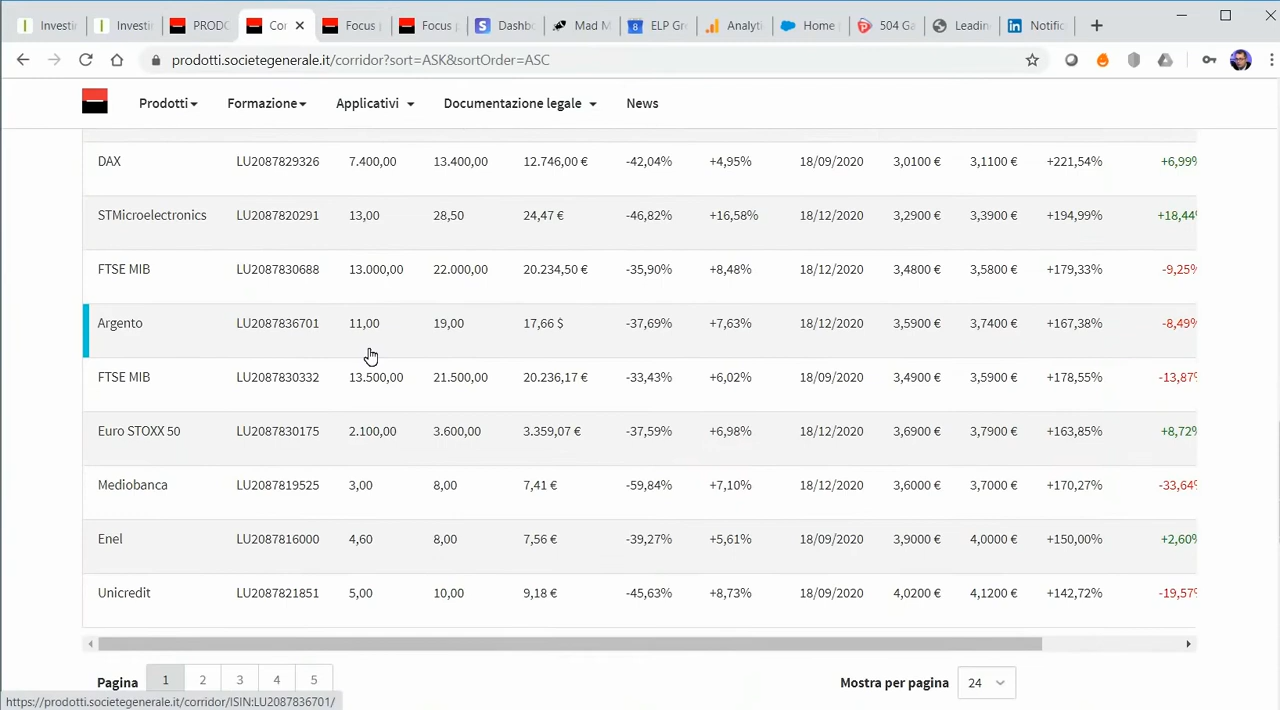 Investir
Investir
PRODO
Cor
Focus
Focus p
Dashbo
Mad M
ELP Gr
Analyti
Home
504 Ga
Leadin
Notific
prodotti.societegenerale.it/corridor?sort=ASK&sortOrder=ASC
Prodotti Formazione Applicativi Documentazione legale News
DAX LU2087829326 7.400,00 13.400,00 12.746,00 € -42,04% +4,95% 18/09/2020 3,0100 € 3,1100 € +221,54% +6,99%
STMicroelectronics LU2087820291 13,00 28,50 24,47 € -46,82% +16,58% 18/12/2020 3,2900 € 3,3900 € +194,99% +18,44%
FTSE MIB LU2087830688 13.000,00 22.000,00 20.234,50 € -35,90% +8,48% 18/12/2020 3,4800 € 3,5800 € +179,33% -9,25%
Argento LU2087836701 11,00 19,00 17,66 $ -37,69% +7,63% 18/12/2020 3,5900 € 3,7400 € +167,38% -8,49%
FTSE MIB LU2087830332 13.500,00 21.500,00 20.236,17 € -33,43% +6,02% 18/09/2020 3,4900 € 3,5900 € +178,55% -13,87%
Euro STOXX 50 LU2087830175 2.100,00 3.600,00 3.359,07 € -37,59% +6,98% 18/12/2020 3,6900 € 3,7900 € +163,85% +8,72%
Mediobanca LU2087819525 3,00 8,00 7,41 € -59,84% +7,10% 18/12/2020 3,6000 € 3,7000 € +170,27% -33,64%
Enel LU2087816000 4,60 8,00 7,56 € -39,27% +5,61% 18/09/2020 3,9000 € 4,0000 € +150,00% +2,60%
Unicredit LU2087821851 5,00 10,00 9,18 € -45,63% +8,73% 18/09/2020 4,0200 € 4,1200 € +142,72% -19,57%
Pagina 1 2 3 4 5 Mostra per pagina 24
https://prodotti.societegenerale.it/corridor/ISIN:LU2087836701/